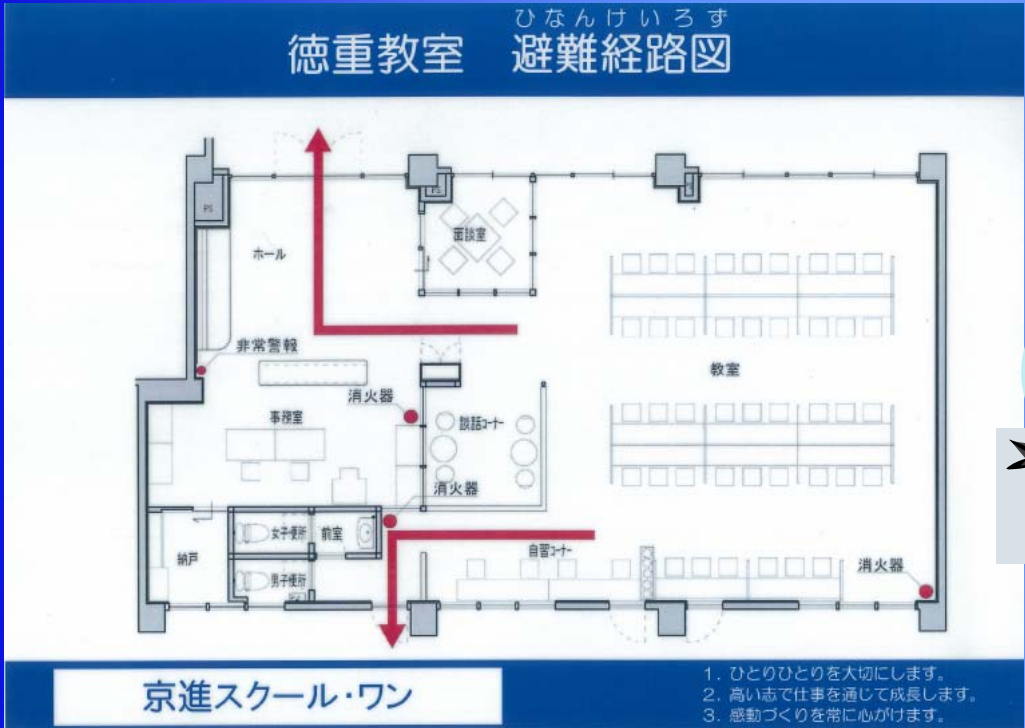 ひなんけいろず
徳重教室 避難経路図
PS
PS
面談室
ホール
非常警報
教室
消火器
事務室
談話コーナー
消火器
女子便所
前室
自習コーナー
納戸
男子便所
消火器
京進スクール・ワン
1. ひとりひとりを大切にします。
2. 高い志で仕事を通じて成長します。
3. 感動づくりを常に心がけます。